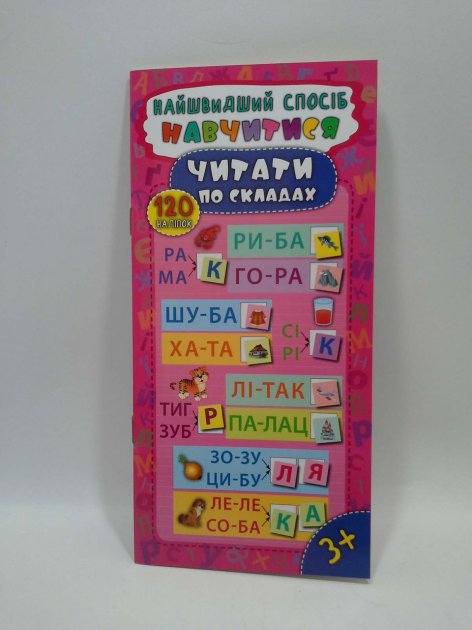 НАЙШВИДШИЙ СПОСІБ
НАВЧИТИСЯ
ЧИТАТИ
ПО СКЛАДАХ
120
НАЛІПОК
РИ-БА
РА
МА
К
ГО-РА
ШУ-БА
СІ
РІ
К
ХА-ТА
ЛІ-ТАК
ТИГ
ЗУБ
Р
ПА-ЛАЦ
ЗО-ЗУ
ЦИ-БУ
Л Я
ЛЕ-ЛЕ
СО-БА
К А
3+